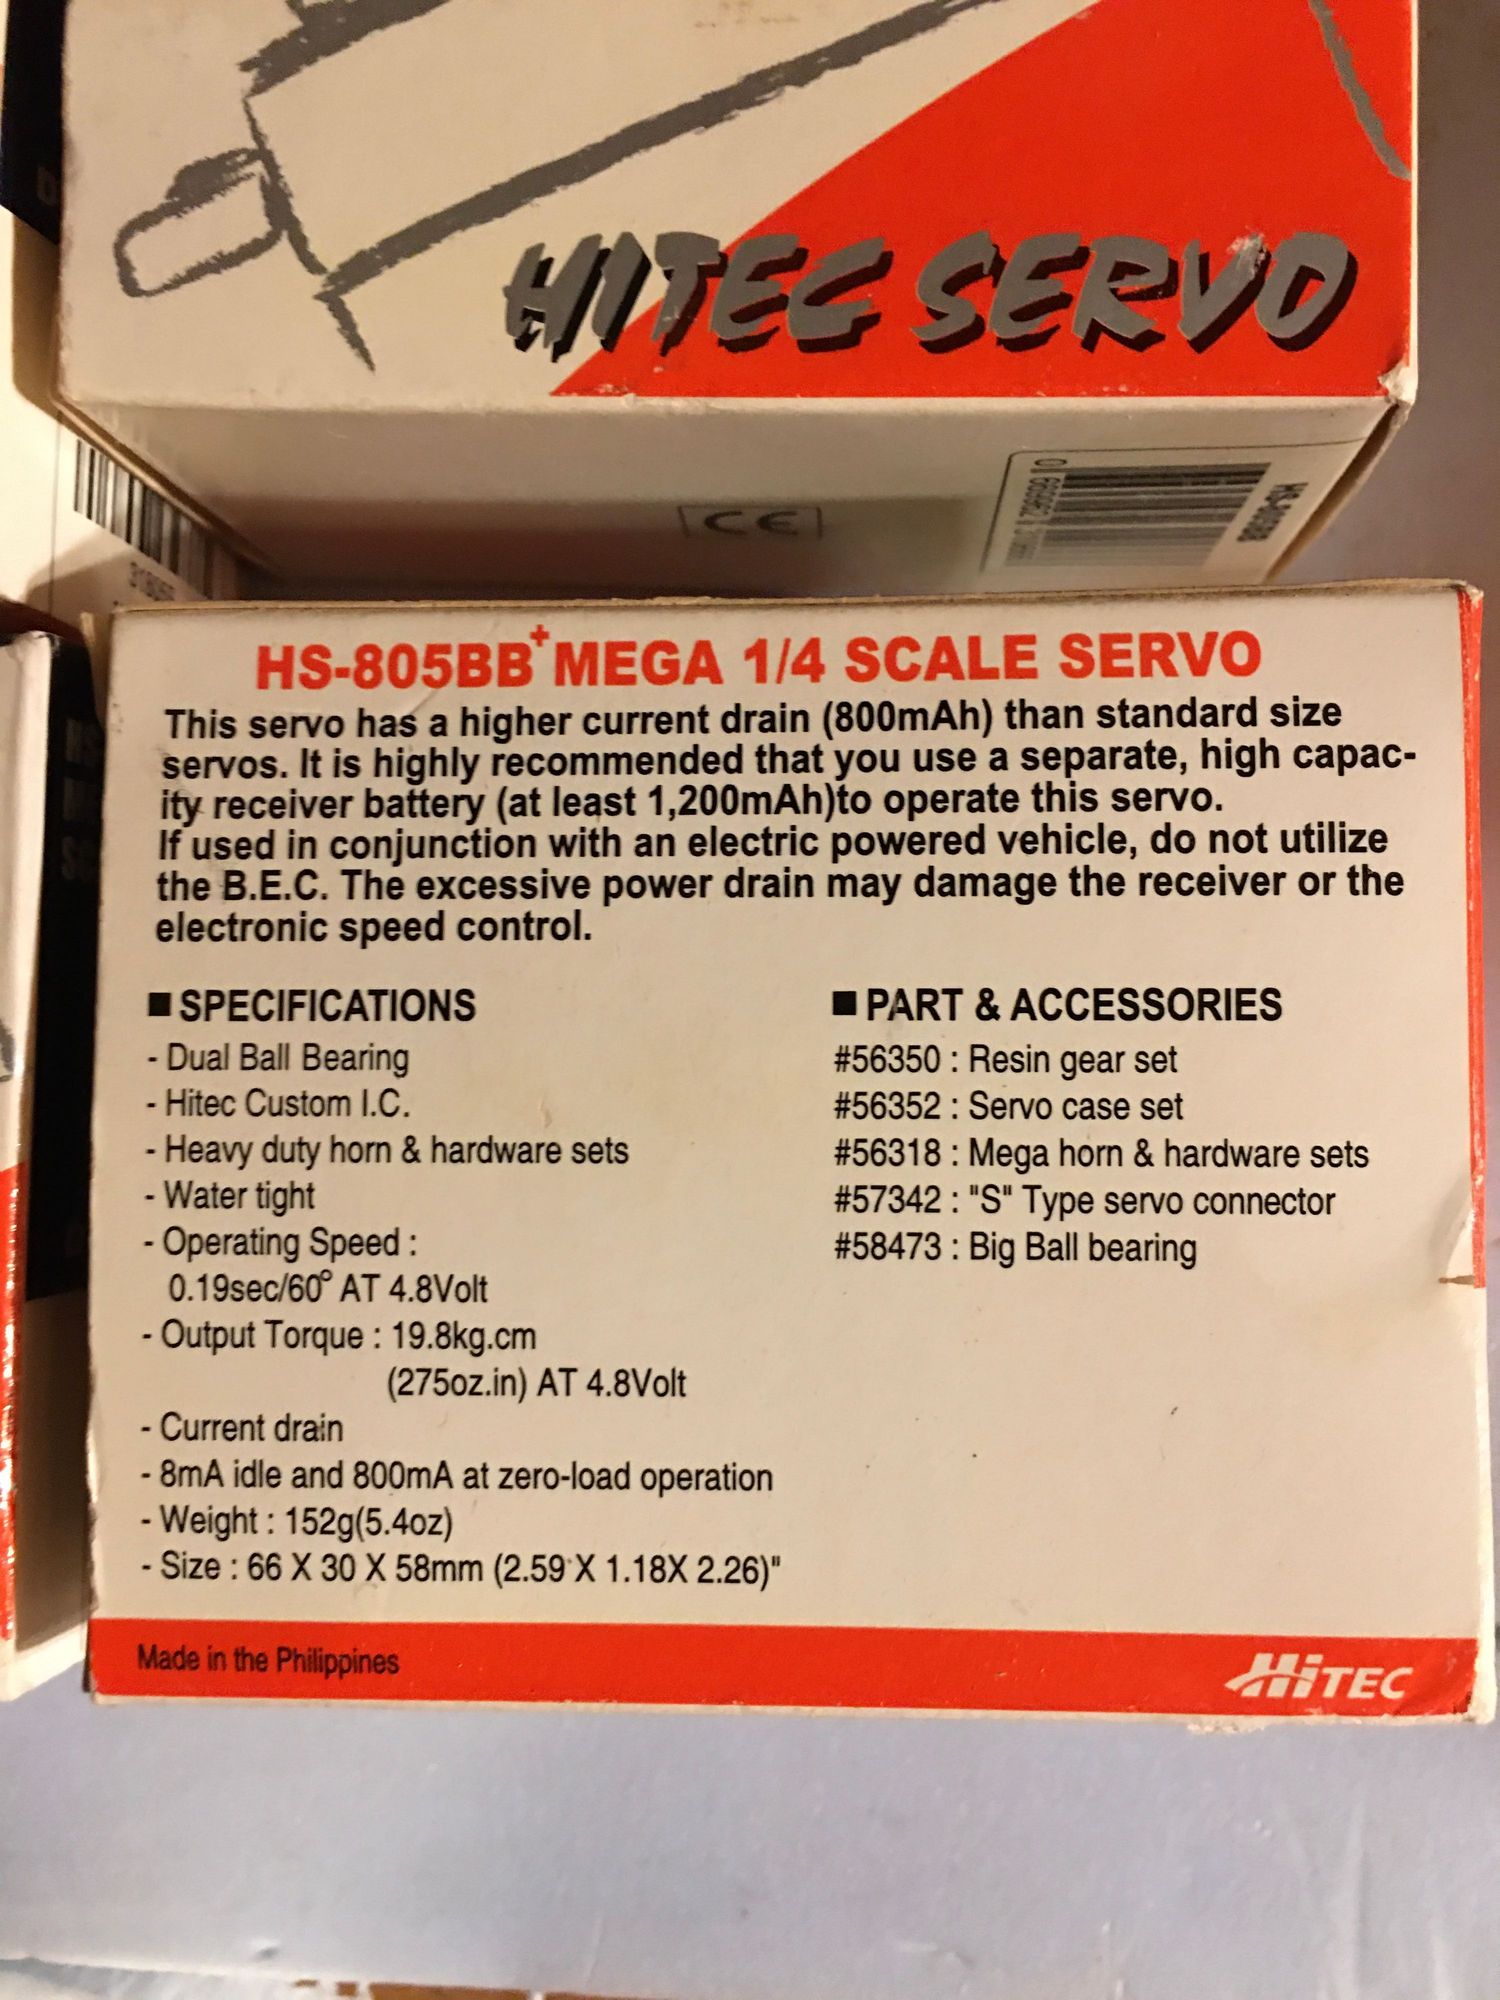 HITEC SERVO
HS-805BB
CE
HS-805BB+ MEGA 1/4 SCALE SERVO
This servo has a higher current drain (800mAh) than standard size
servos. It is highly recommended that you use a separate, high capac-
ity receiver battery (at least 1,200mAh)to operate this servo.
If used in conjunction with an electric powered vehicle, do not utilize
the B.E.C. The excessive power drain may damage the receiver or the
electronic speed control.
■ SPECIFICATIONS
- Dual Ball Bearing
- Hitec Custom I.C.
- Heavy duty horn & hardware sets
- Water tight
- Operating Speed :
0.19sec/60° AT 4.8Volt
- Output Torque : 19.8kg.cm
(275oz.in) AT 4.8Volt
- Current drain
- 8mA idle and 800mA at zero-load operation
- Weight : 152g(5.4oz)
- Size : 66 X 30 X 58mm (2.59 X 1.18X 2.26)"
■ PART & ACCESSORIES
#56350 : Resin gear set
#56352 : Servo case set
#56318 : Mega horn & hardware sets
#57342 : "S" Type servo connector
#58473 : Big Ball bearing
Made in the Philippines
HiTEC